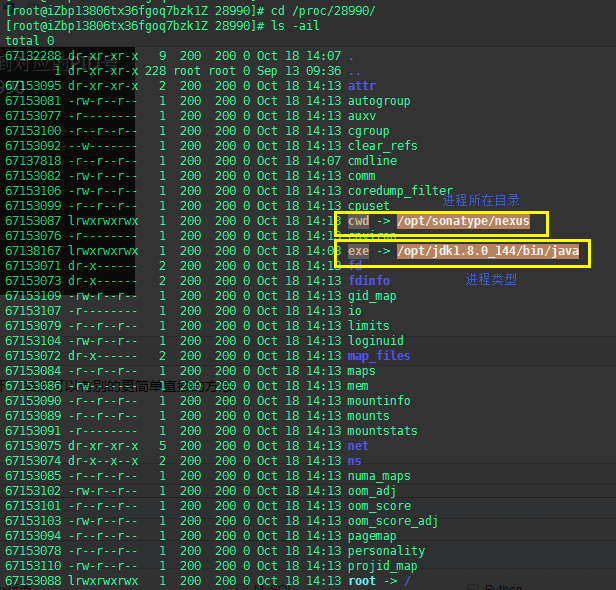 [root@iZbp13806tx36fgoq7bzk1Z 28990]# cd /proc/28990/
[root@iZbp13806tx36fgoq7bzk1Z 28990]# ls -ail
total 0
67132288 dr-xr-xr-x 9 200 200 0 Oct 18 14:07 .
1 dr-xr-xr-x 228 root root 0 Sep 13 09:36 ..
67153095 dr-xr-xr-x 2 200 200 0 Oct 18 14:13 attr
67153081 -rw-r--r-- 1 200 200 0 Oct 18 14:13 autogroup
67153077 -r-------- 1 200 200 0 Oct 18 14:13 auxv
67153100 -r--r--r-- 1 200 200 0 Oct 18 14:13 cgroup
67153092 --w------- 1 200 200 0 Oct 18 14:13 clear_refs
67137818 -r--r--r-- 1 200 200 0 Oct 18 14:07 cmdline
67153082 -rw-r--r-- 1 200 200 0 Oct 18 14:13 comm
67153106 -rw-r--r-- 1 200 200 0 Oct 18 14:13 coredump_filter
67153099 -r--r--r-- 1 200 200 0 Oct 18 14:13 cpuset
进程所在目录
67153087 lrwxrwxrwx 1 200 200 0 Oct 18 14:13 cwd -> /opt/sonatype/nexus
67153076 -r-------- 1 200 200 0 Oct 18 14:13 environ
67138167 lrwxrwxrwx 1 200 200 0 Oct 18 14:08 exe -> /opt/jdk1.8.0_144/bin/java
67153071 dr-x------ 2 200 200 0 Oct 18 14:13 fd
67153073 dr-x------ 2 200 200 0 Oct 18 14:13 fdinfo
进程类型
67153109 -rw-r--r-- 1 200 200 0 Oct 18 14:13 gid_map
67153107 -r-------- 1 200 200 0 Oct 18 14:13 io
67153079 -r--r--r-- 1 200 200 0 Oct 18 14:13 limits
67153104 -rw-r--r-- 1 200 200 0 Oct 18 14:13 loginuid
67153072 dr-x------ 2 200 200 0 Oct 18 14:13 map_files
67153084 -r--r--r-- 1 200 200 0 Oct 18 14:13 maps
67153086 -rw------- 1 200 200 0 Oct 18 14:13 mem
67153090 -r--r--r-- 1 200 200 0 Oct 18 14:13 mountinfo
67153089 -r--r--r-- 1 200 200 0 Oct 18 14:13 mounts
67153091 -r-------- 1 200 200 0 Oct 18 14:13 mountstats
67153075 dr-xr-xr-x 5 200 200 0 Oct 18 14:13 net
67153074 dr-x--x--x 2 200 200 0 Oct 18 14:13 ns
67153085 -r--r--r-- 1 200 200 0 Oct 18 14:13 numa_maps
67153102 -rw-r--r-- 1 200 200 0 Oct 18 14:13 oom_adj
67153101 -r--r--r-- 1 200 200 0 Oct 18 14:13 oom_score
67153103 -rw-r--r-- 1 200 200 0 Oct 18 14:13 oom_score_adj
67153094 -r--r--r-- 1 200 200 0 Oct 18 14:13 pagemap
67153078 -r--r--r-- 1 200 200 0 Oct 18 14:13 personality
67153110 -rw-r--r-- 1 200 200 0 Oct 18 14:13 projid_map
67153088 lrwxrwxrwx 1 200 200 0 Oct 18 14:13 root -> /